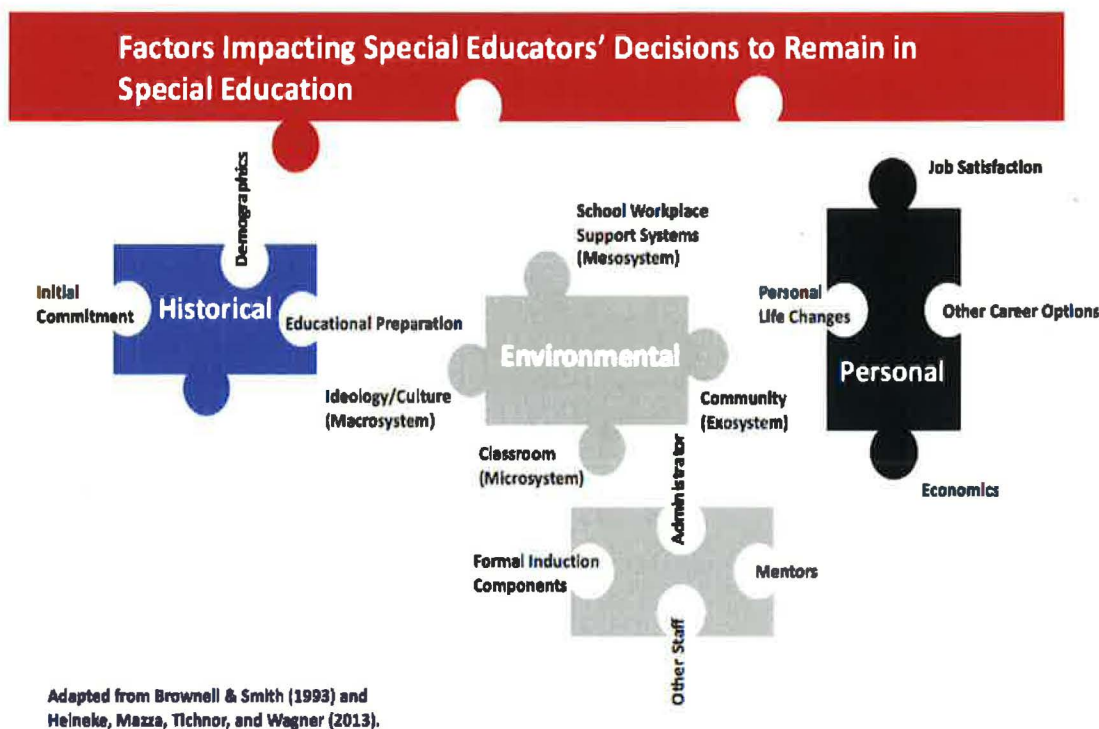 Factors Impacting Special Educators' Decisions to Remain in
Special Education
Demographics
Initial
Commitment
Historical
Educational Preparation
School Workplace
Support Systems
(Mesosystem)
Environmental
Ideology/Culture
(Macrosystem)
Community
(Exosystem)
Classroom
(Microsystem)
Job Satisfaction
Personal
Life Changes
Other Career Options
Personal
Economics
Administrator
Formal Induction
Components
Mentors
Other Staff
Adapted from Brownell & Smith (1993) and
Heineke, Mazza, Tichnor, and Wagner (2013).